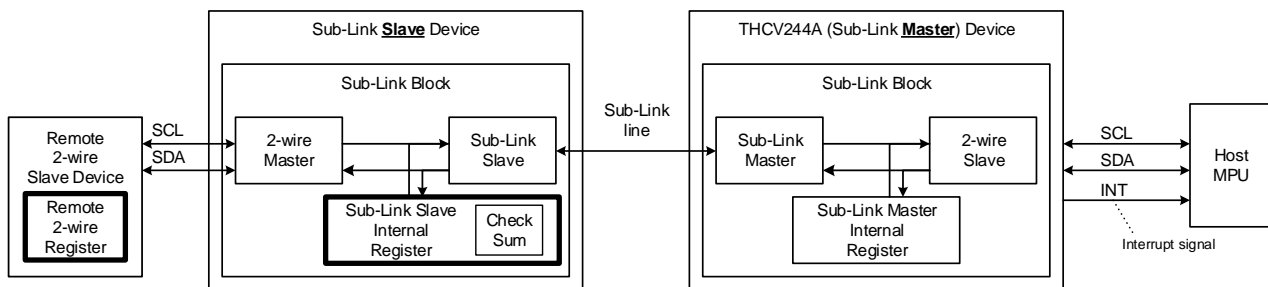 Sub-Link Slave Device
THCV244A (Sub-Link Master) Device
Sub-Link Block
Sub-Link Block
Remote
2-wire
Slave Device
SCL
SDA
2-wire
Master
Sub-Link
Slave
Sub-Link
line
Sub-Link
Master
2-wire
Slave
SCL
SDA
INT
Host
MPU
Remote
2-wire
Register
Sub-Link Slave
Internal
Register
Check
Sum
Sub-Link Master
Internal
Register
Interrupt signal